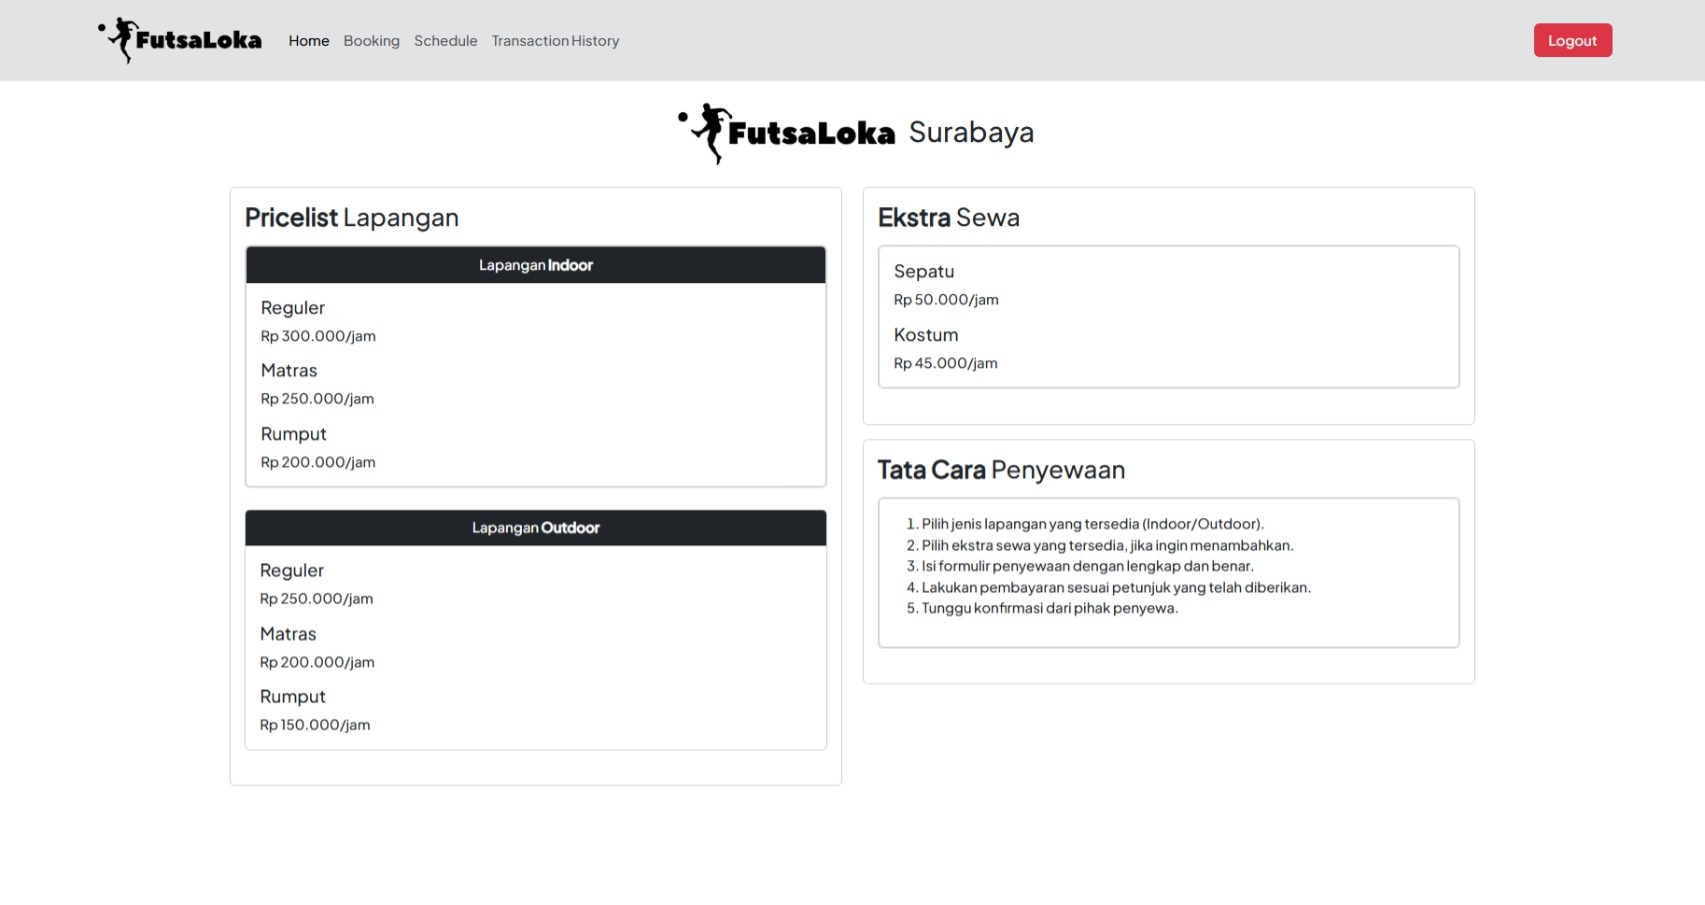 FutsaLoka Home Booking Schedule Transaction History Logout
FutsaLoka Surabaya
Pricelist Lapangan
Lapangan Indoor
Reguler
Rp 300.000/jam
Matras
Rp 250.000/jam
Rumput
Rp 200.000/jam
Lapangan Outdoor
Reguler
Rp 250.000/jam
Matras
Rp 200.000/jam
Rumput
Rp 150.000/jam
Ekstra Sewa
Sepatu
Rp 50.000/jam
Kostum
Rp 45.000/jam
Tata Cara Penyewaan
1. Pilih jenis lapangan yang tersedia (Indoor/Outdoor).
2. Pilih ekstra sewa yang tersedia, jika ingin menambahkan.
3. Isi formulir penyewaan dengan lengkap dan benar.
4. Lakukan pembayaran sesuai petunjuk yang telah diberikan.
5. Tunggu konfirmasi dari pihak penyewa.